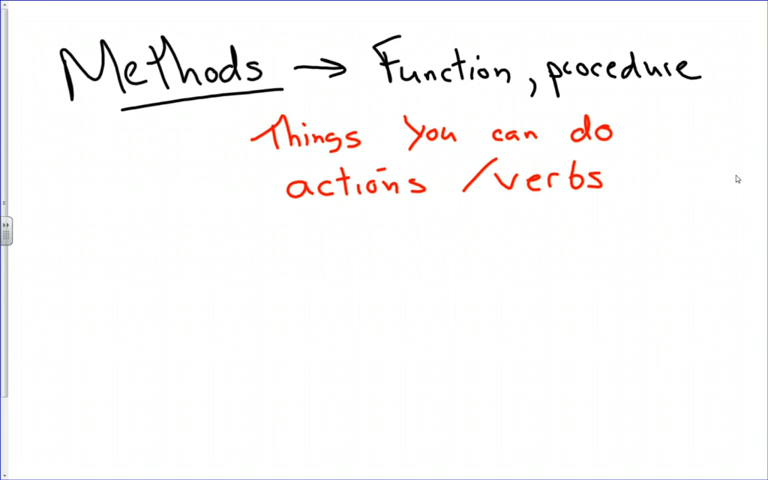 Methods → Function, procedure
Things you can do
actions /verbs